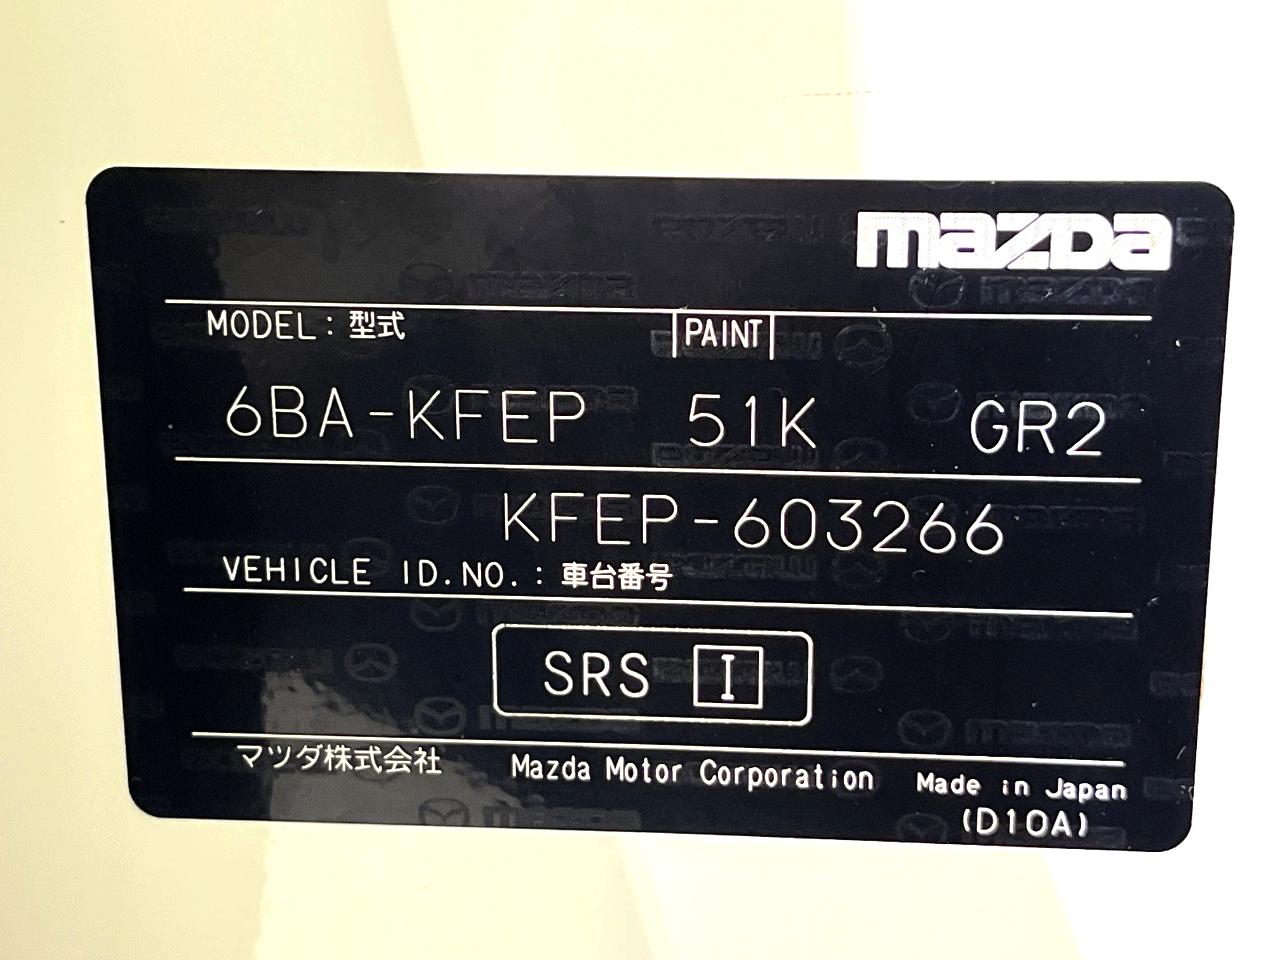 mazda
MODEL : 型式 PAINT
6BA-KFEP 51K GR2
KFEP-603266
VEHICLE ID.NO. : 車台番号
SRS I
マツダ株式会社 Mazda Motor Corporation Made in Japan
(D10A)